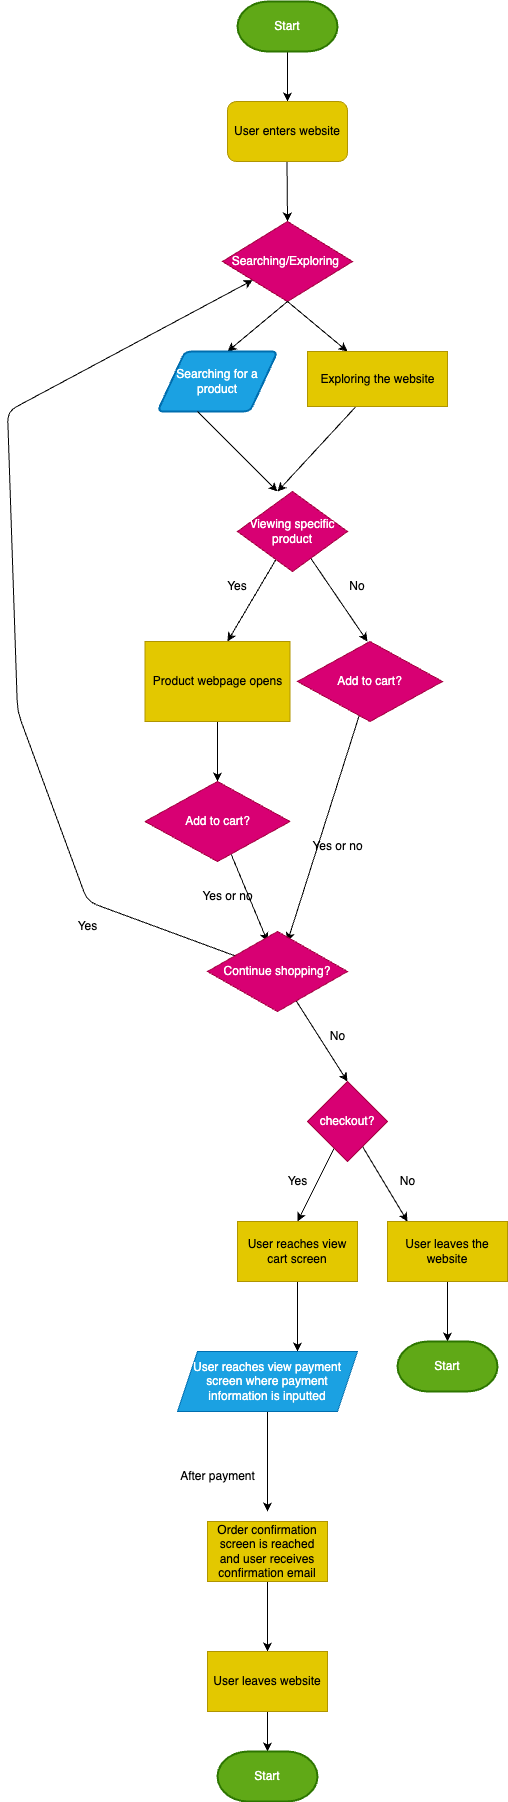 Start
User enters website
Searching/Exploring
Searching for a
product
Exploring the website
Viewing specific
product
Yes
No
Product webpage opens
Add to cart?
Add to cart?
Yes or no
Yes or no
Yes
Continue shopping?
No
checkout?
Yes
No
User reaches view
cart screen
User leaves the
website
User reaches view payment
screen where payment
information is inputted
Start
After payment
Order confirmation
screen is reached
and user receives
confirmation email
User leaves website
Start